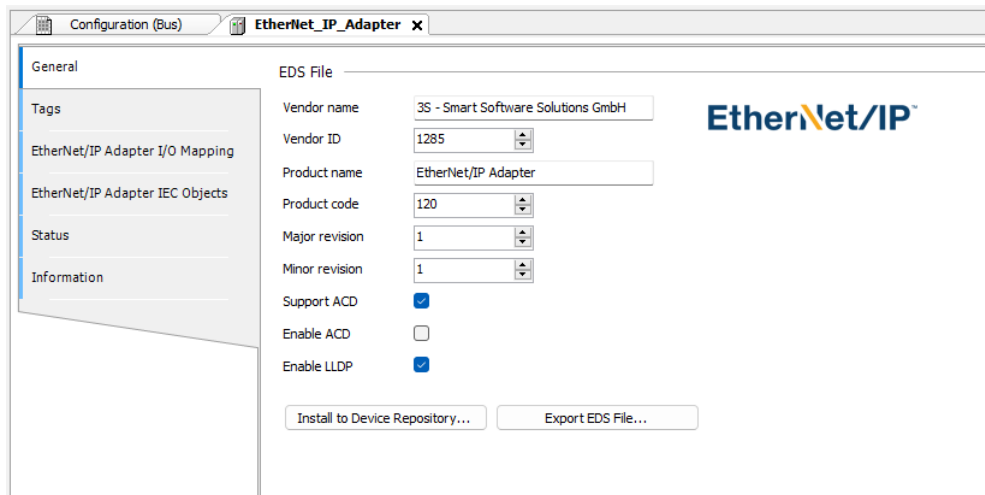 Configuration (Bus) EtherNet_IP_Adapter
General
Tags
EtherNet/IP Adapter I/O Mapping
EtherNet/IP Adapter IEC Objects
Status
Information
EDS File
Vendor name 3S - Smart Software Solutions GmbH
Vendor ID 1285
Product name EtherNet/IP Adapter
Product code 120
Major revision 1
Minor revision 1
Support ACD
Enable ACD
Enable LLDP
Install to Device Repository... Export EDS File...
EtherNet/IP™